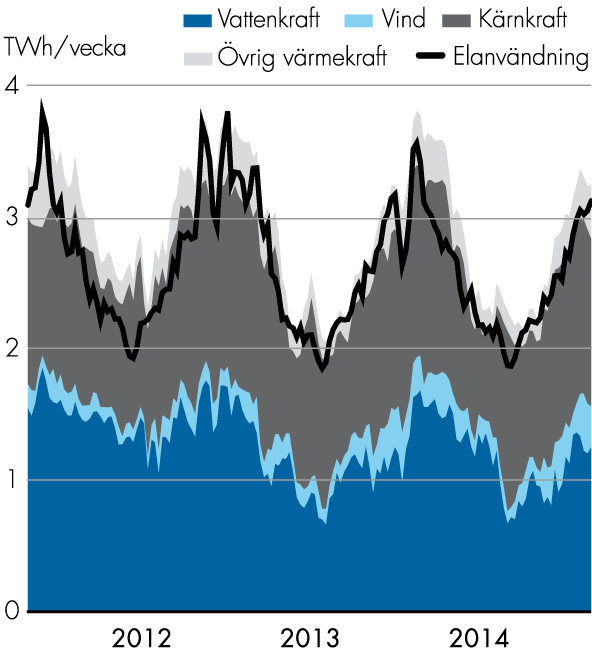 Vattenkraft Vind Kärnkraft
TWh/vecka
Övrig värmekraft Elanvändning
4
3
2
1
0
2012 2013 2014